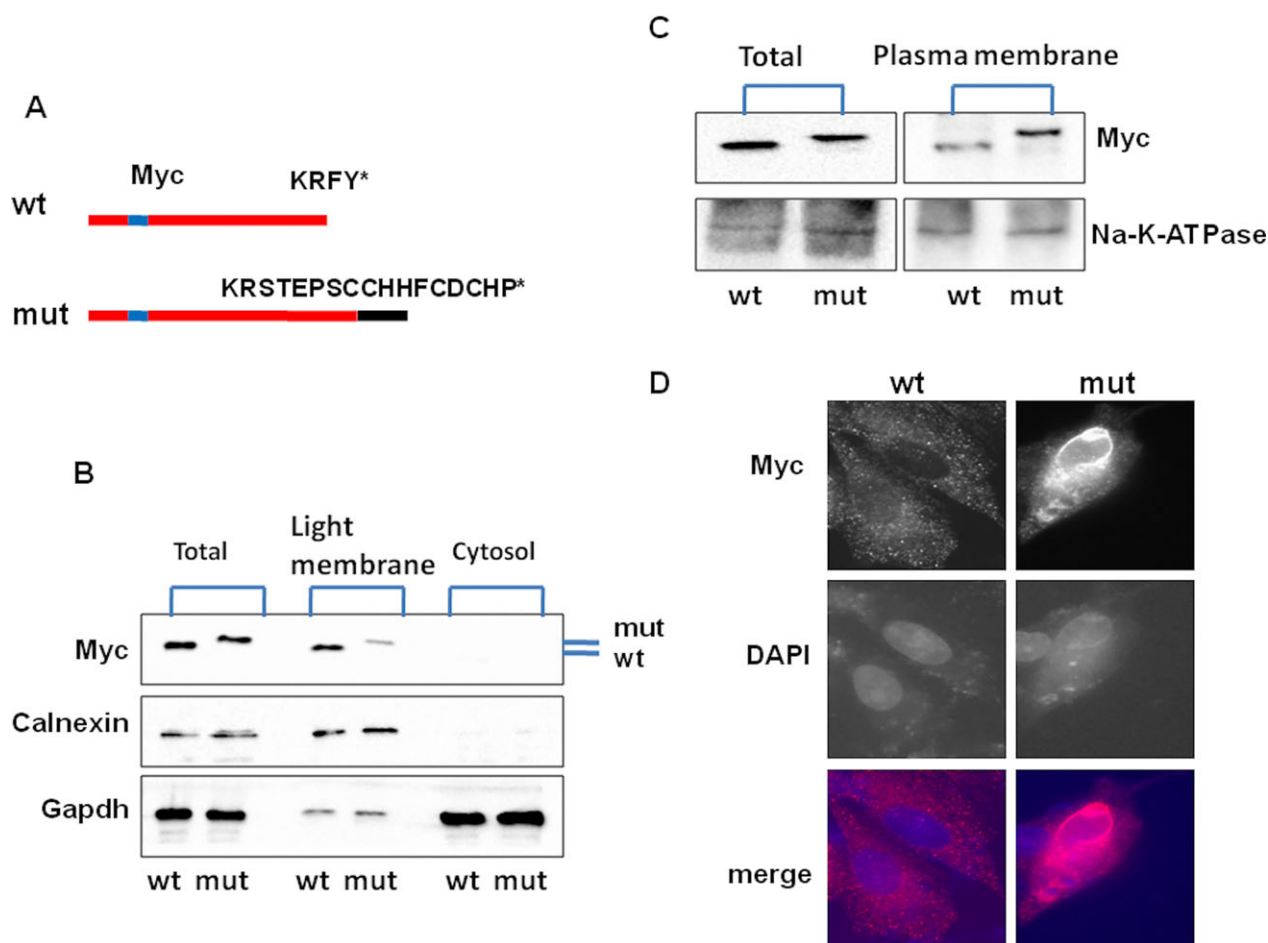 A
Myc
KRFY*
wt
KRSTEPSCCHHFCDCHP*
mut
B
Total
Light
membrane
Cytosol
Myc
mut
wt
Calnexin
Gapdh
wt mut wt mut wt mut
C
Total Plasma membrane
Myc
Na-K-ATPase
wt mut wt mut
D
wt mut
Myc
DAPI
merge